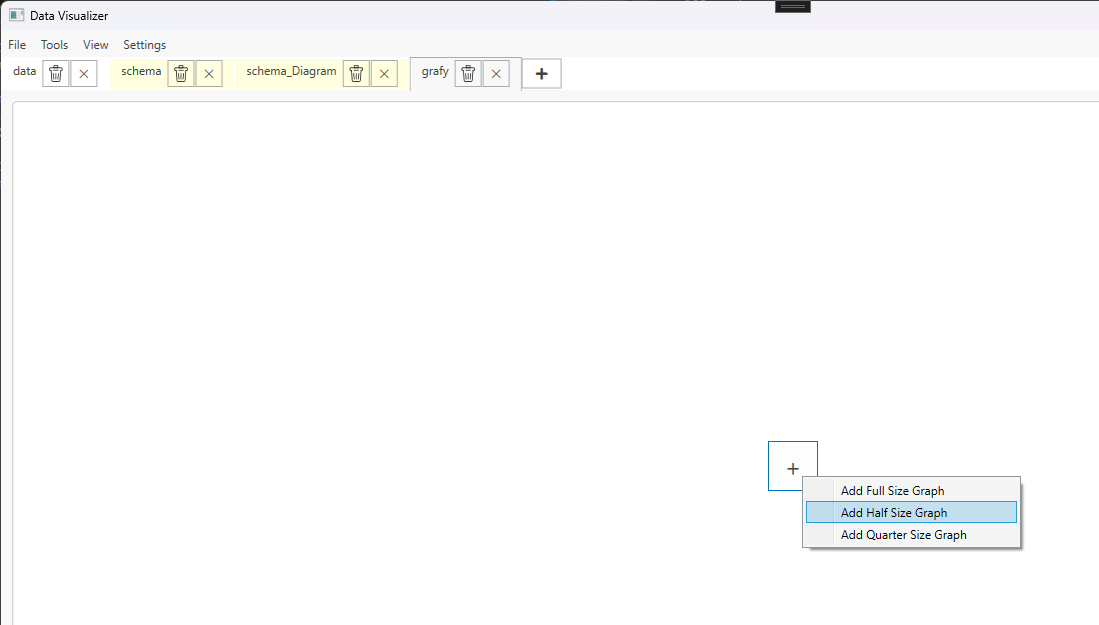 Data Visualizer
File Tools View Settings
data schema schema_Diagram grafy +
+
Add Full Size Graph
Add Half Size Graph
Add Quarter Size Graph